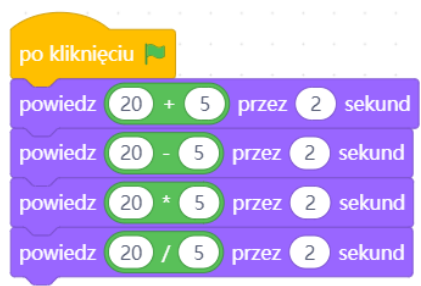 po kliknięciu
powiedz 20 + 5 przez 2 sekund
powiedz 20 - 5 przez 2 sekund
powiedz 20 * 5 przez 2 sekund
powiedz 20 / 5 przez 2 sekund